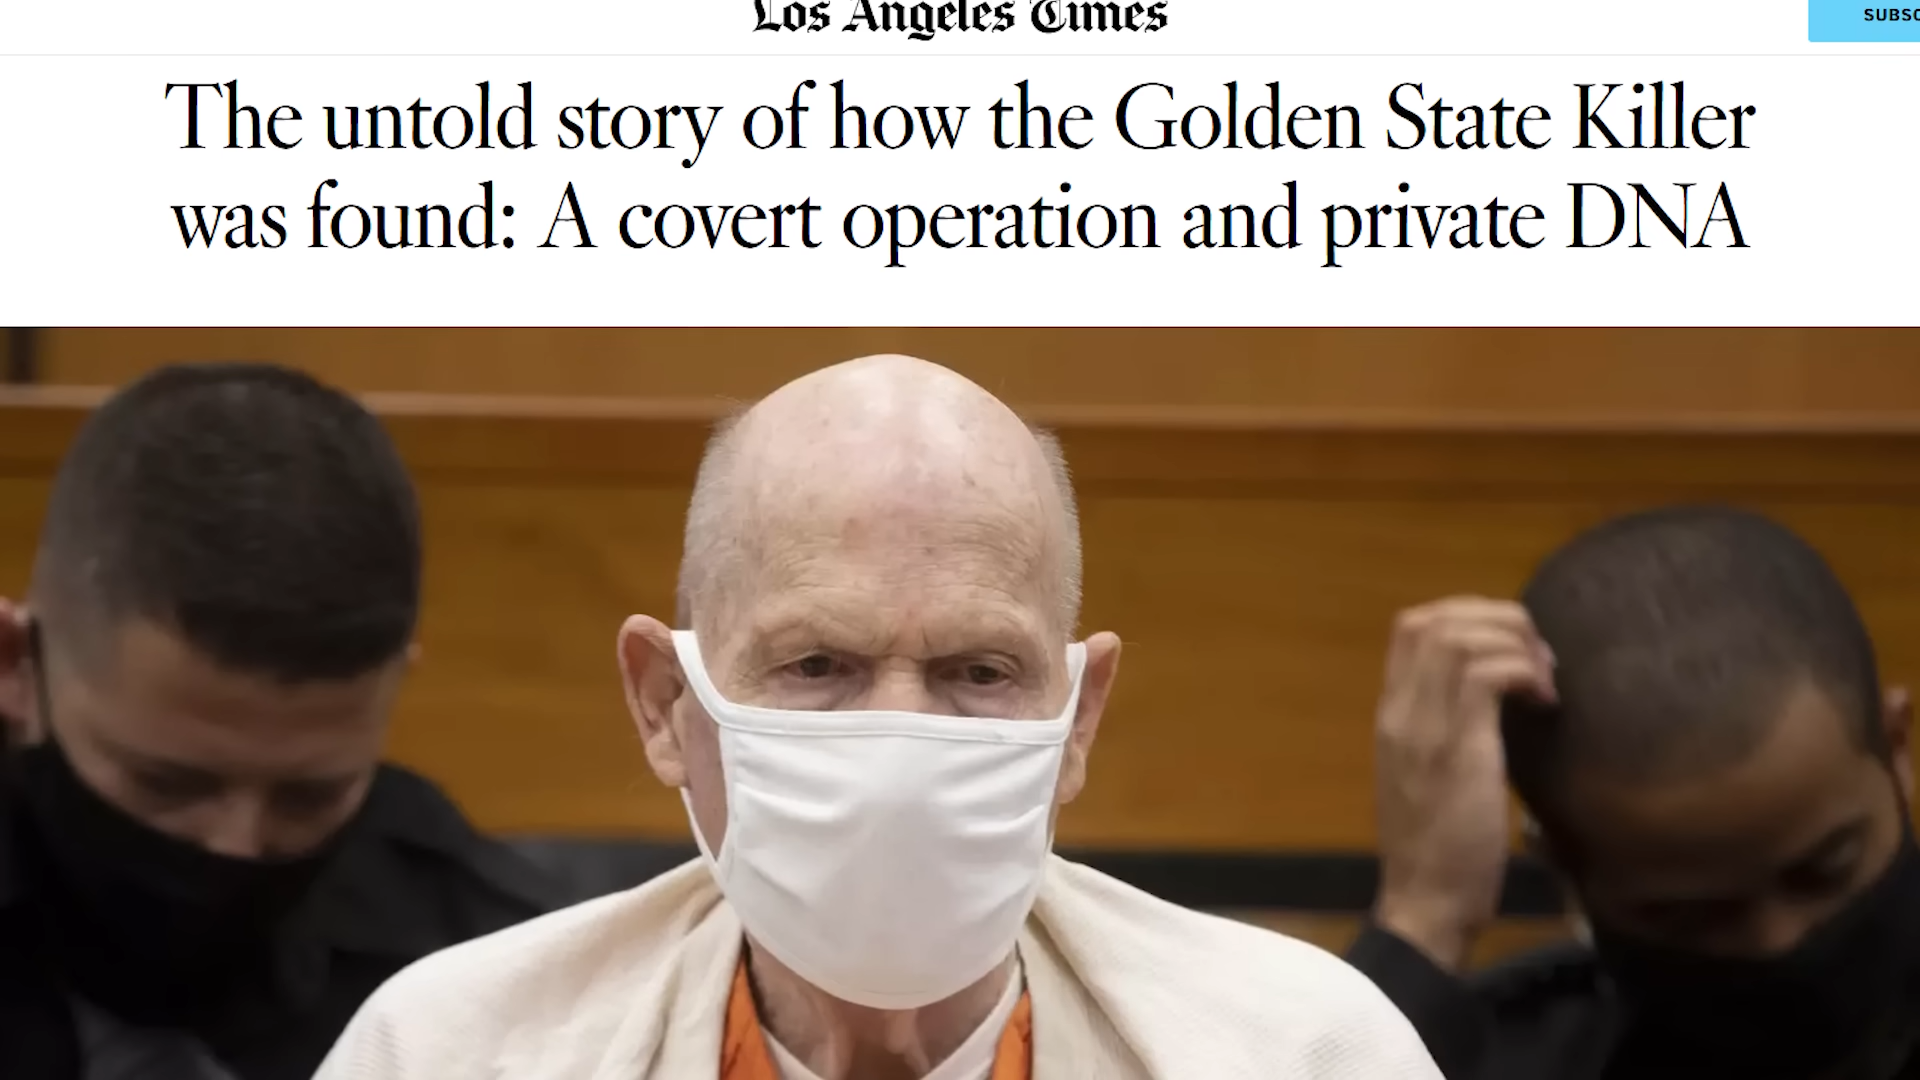 Los Angeles Times
The untold story of how the Golden State Killer
was found: A covert operation and private DNA